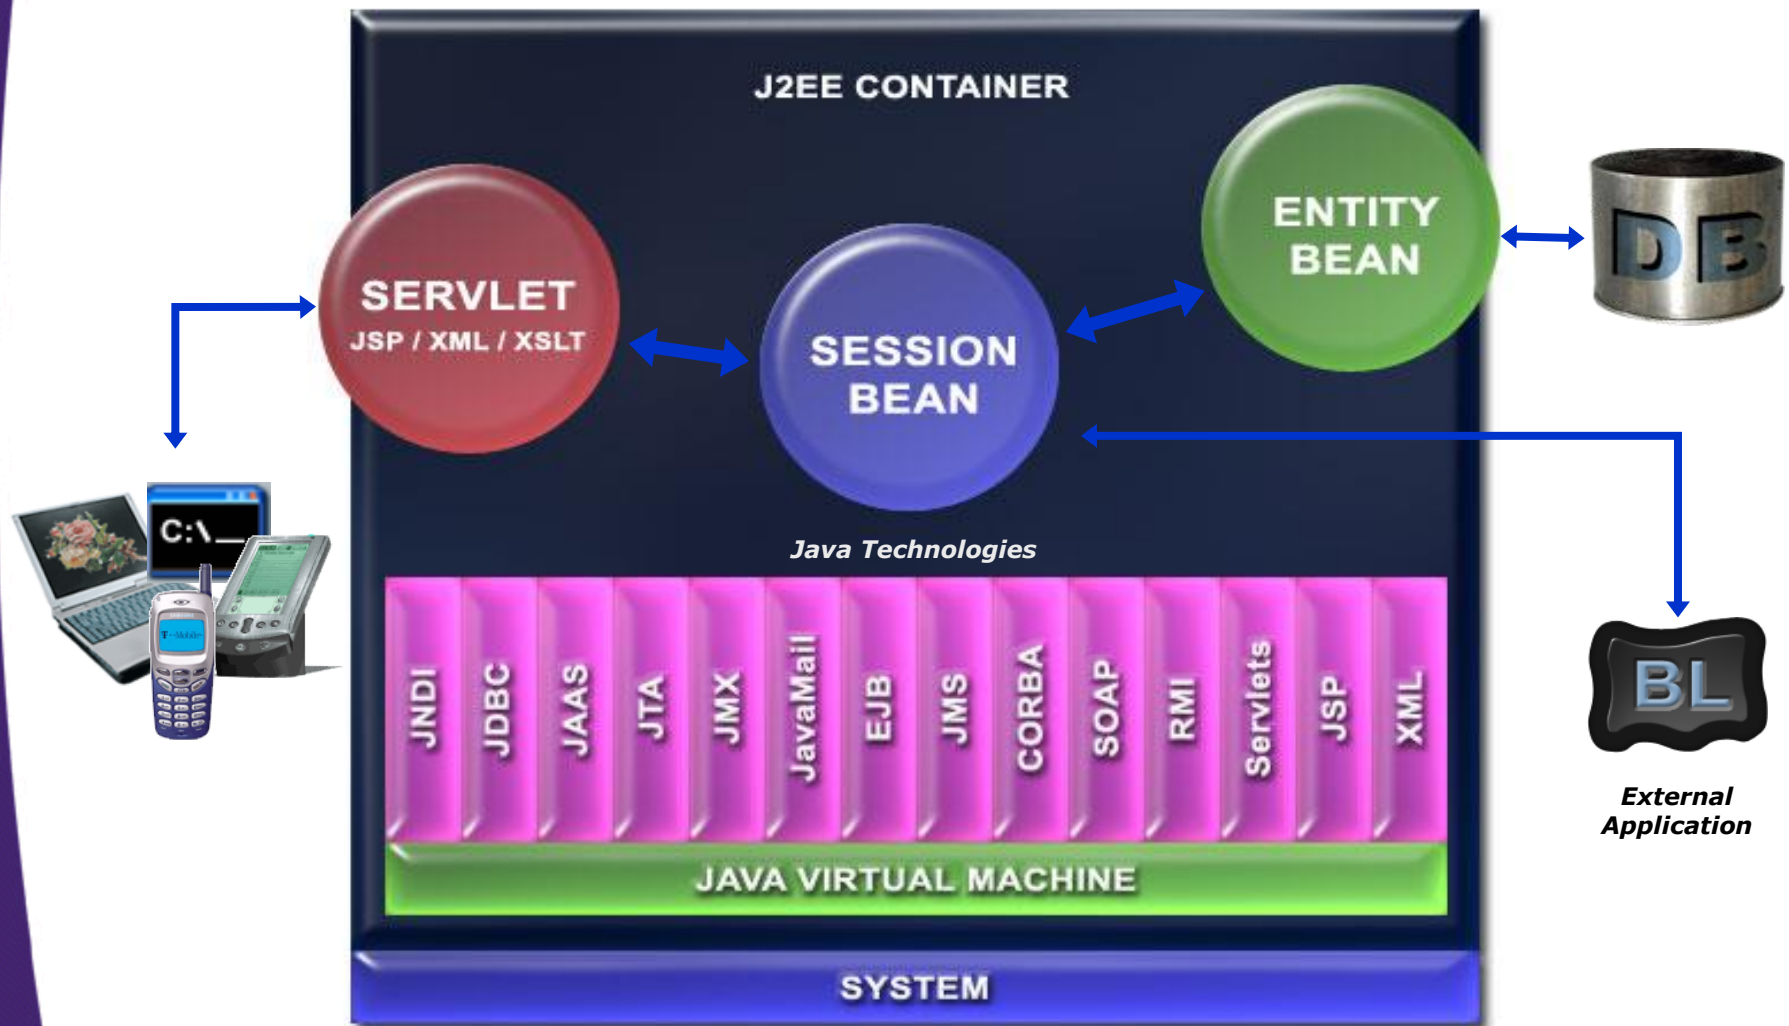 J2EE CONTAINER
ENTITY
BEAN
DB
SERVLET
JSP / XML / XSLT
SESSION
BEAN
C:\_
T-Mobile
Java Technologies
JNDI
JDBC
JAAS
JTA
JMX
JavaMail
EJB
JMS
CORBA
SOAP
RMI
Servlets
JSP
XML
BL
External
Application
JAVA VIRTUAL MACHINE
SYSTEM